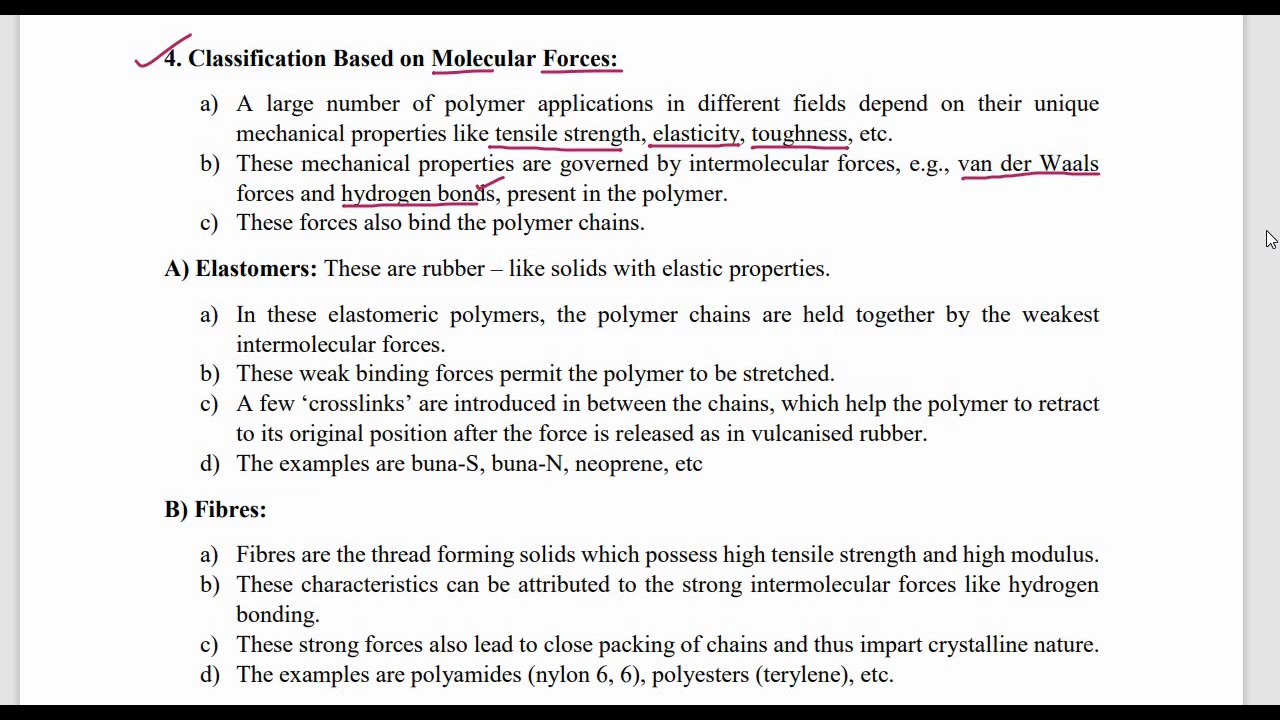 4. Classification Based on Molecular Forces:
a) A large number of polymer applications in different fields depend on their unique
mechanical properties like tensile strength, elasticity, toughness, etc.
b) These mechanical properties are governed by intermolecular forces, e.g., van der Waals
forces and hydrogen bonds, present in the polymer.
c) These forces also bind the polymer chains.
A) Elastomers: These are rubber – like solids with elastic properties.
a) In these elastomeric polymers, the polymer chains are held together by the weakest
intermolecular forces.
b) These weak binding forces permit the polymer to be stretched.
c) A few ‘crosslinks’ are introduced in between the chains, which help the polymer to retract
to its original position after the force is released as in vulcanised rubber.
d) The examples are buna-S, buna-N, neoprene, etc
B) Fibres:
a) Fibres are the thread forming solids which possess high tensile strength and high modulus.
b) These characteristics can be attributed to the strong intermolecular forces like hydrogen
bonding.
c) These strong forces also lead to close packing of chains and thus impart crystalline nature.
d) The examples are polyamides (nylon 6, 6), polyesters (terylene), etc.